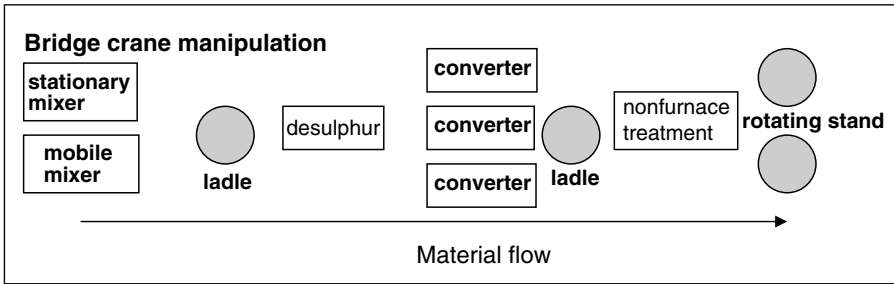 Bridge crane manipulation
stationary
mixer
mobile
mixer
ladle
desulphur
converter
converter
converter
ladle
nonfurnace
treatment
rotating stand
Material flow